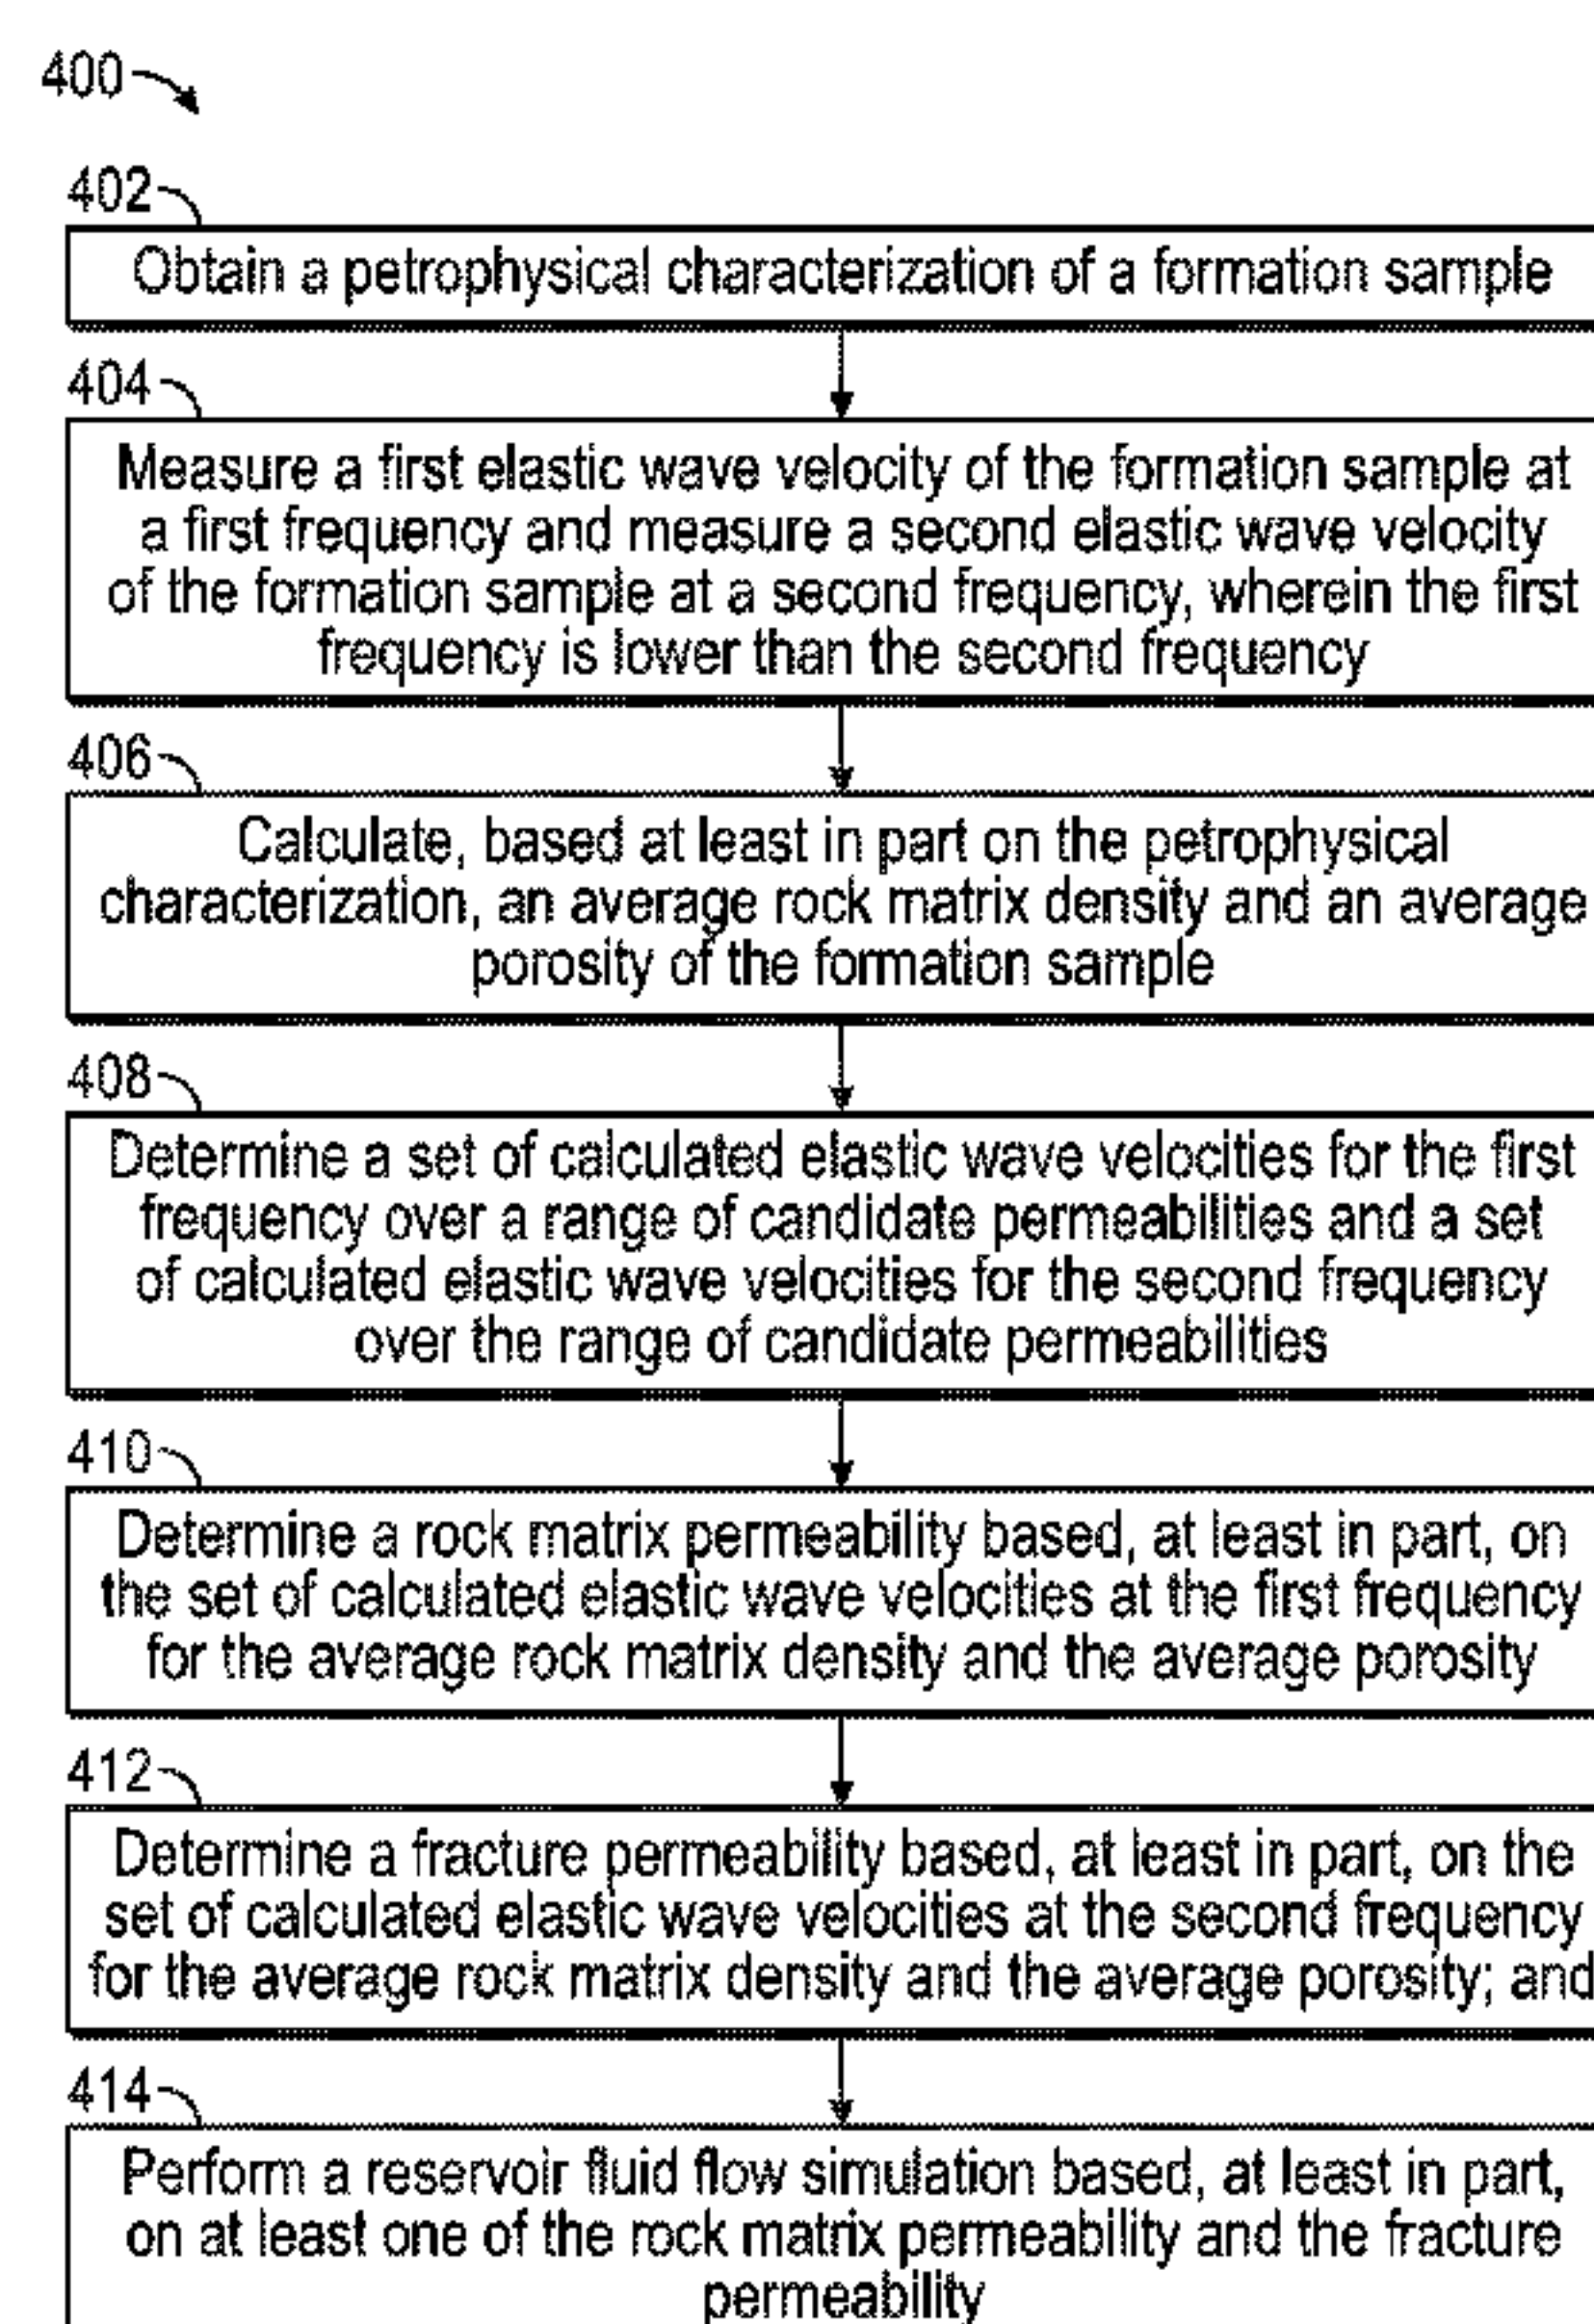 400
402
Obtain a petrophysical characterization of a formation sample
404
Measure a first elastic wave velocity of the formation sample at
a first frequency and measure a second elastic wave velocity
of the formation sample at a second frequency, wherein the first
frequency is lower than the second frequency
406
Calculate, based at least in part on the petrophysical
characterization, an average rock matrix density and an average
porosity of the formation sample
408
Determine a set of calculated elastic wave velocities for the first
frequency over a range of candidate permeabilities and a set
of calculated elastic wave velocities for the second frequency
over the range of candidate permeabilities
410
Determine a rock matrix permeability based, at least in part, on
the set of calculated elastic wave velocities at the first frequency
for the average rock matrix density and the average porosity
412
Determine a fracture permeability based, at least in part, on the
set of calculated elastic wave velocities at the second frequency
for the average rock matrix density and the average porosity; and
414
Perform a reservoir fluid flow simulation based, at least in part,
on at least one of the rock matrix permeability and the fracture
permeability